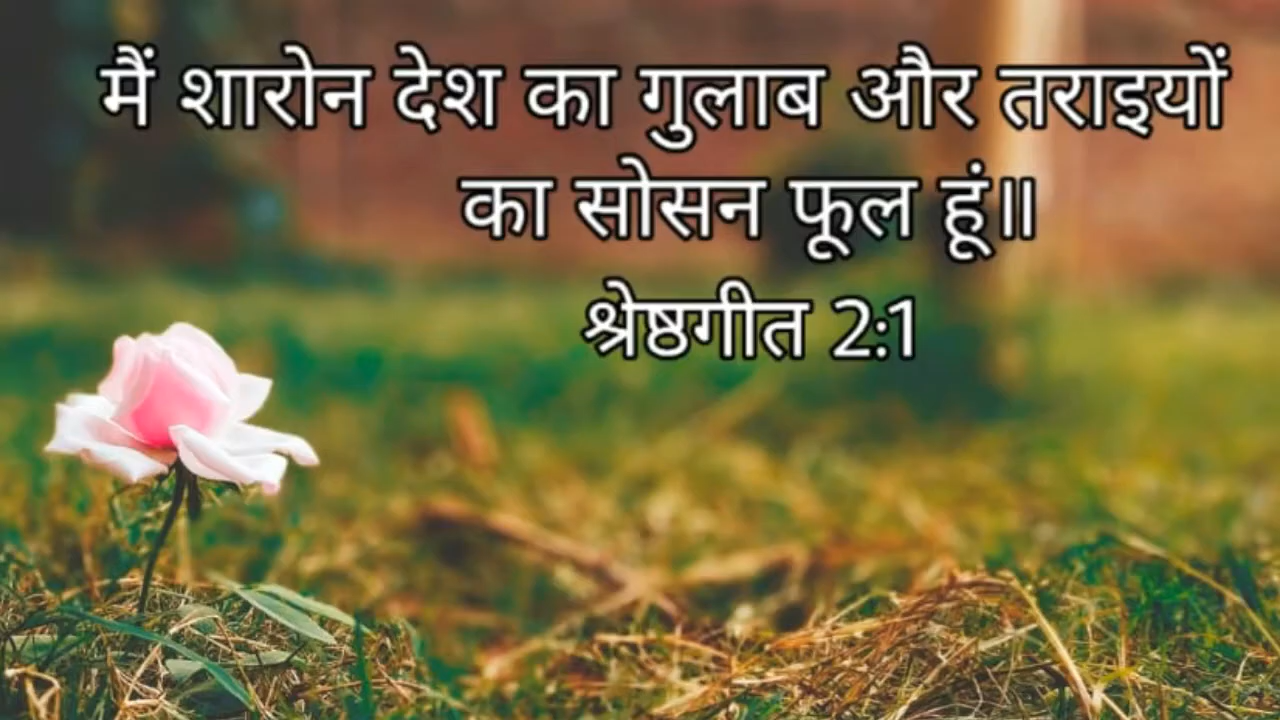 मैं शारोन देश का गुलाब और तराइयों
का सोसन फूल हूं॥
श्रेष्ठगीत 2:1